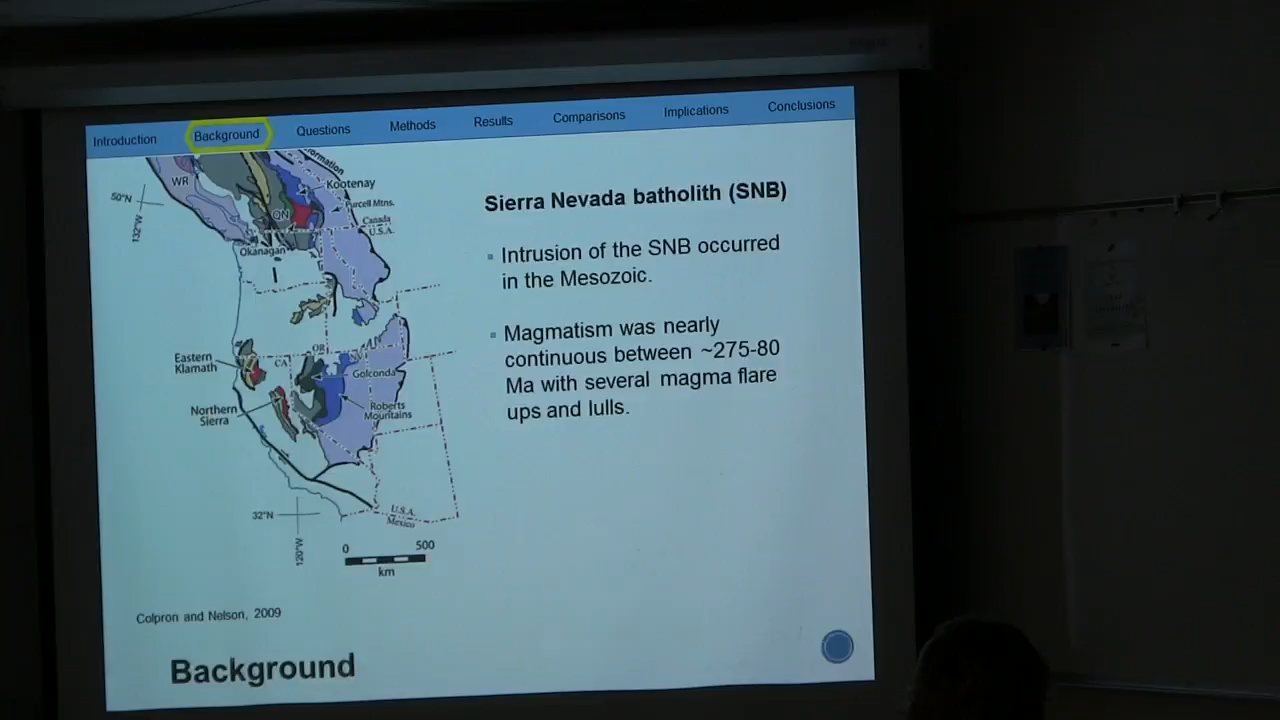 Introduction Background Questions Methods Results Comparisons Implications Conclusions
WR
Kootenay
50°N
QN
Purcell Mtns.
132°W
Canada
U.S.A.
Okanagan
Sierra Nevada batholith (SNB)
Intrusion of the SNB occurred
in the Mesozoic.
Magmatism was nearly
continuous between ~275-80
Ma with several magma flare
ups and lulls.
OR
CA
NV
Eastern
Klamath
Golconda
Northern
Sierra
Roberts
Mountains
32°N
U.S.A.
Mexico
120°W
0 500
km
Colpron and Nelson, 2009
Background